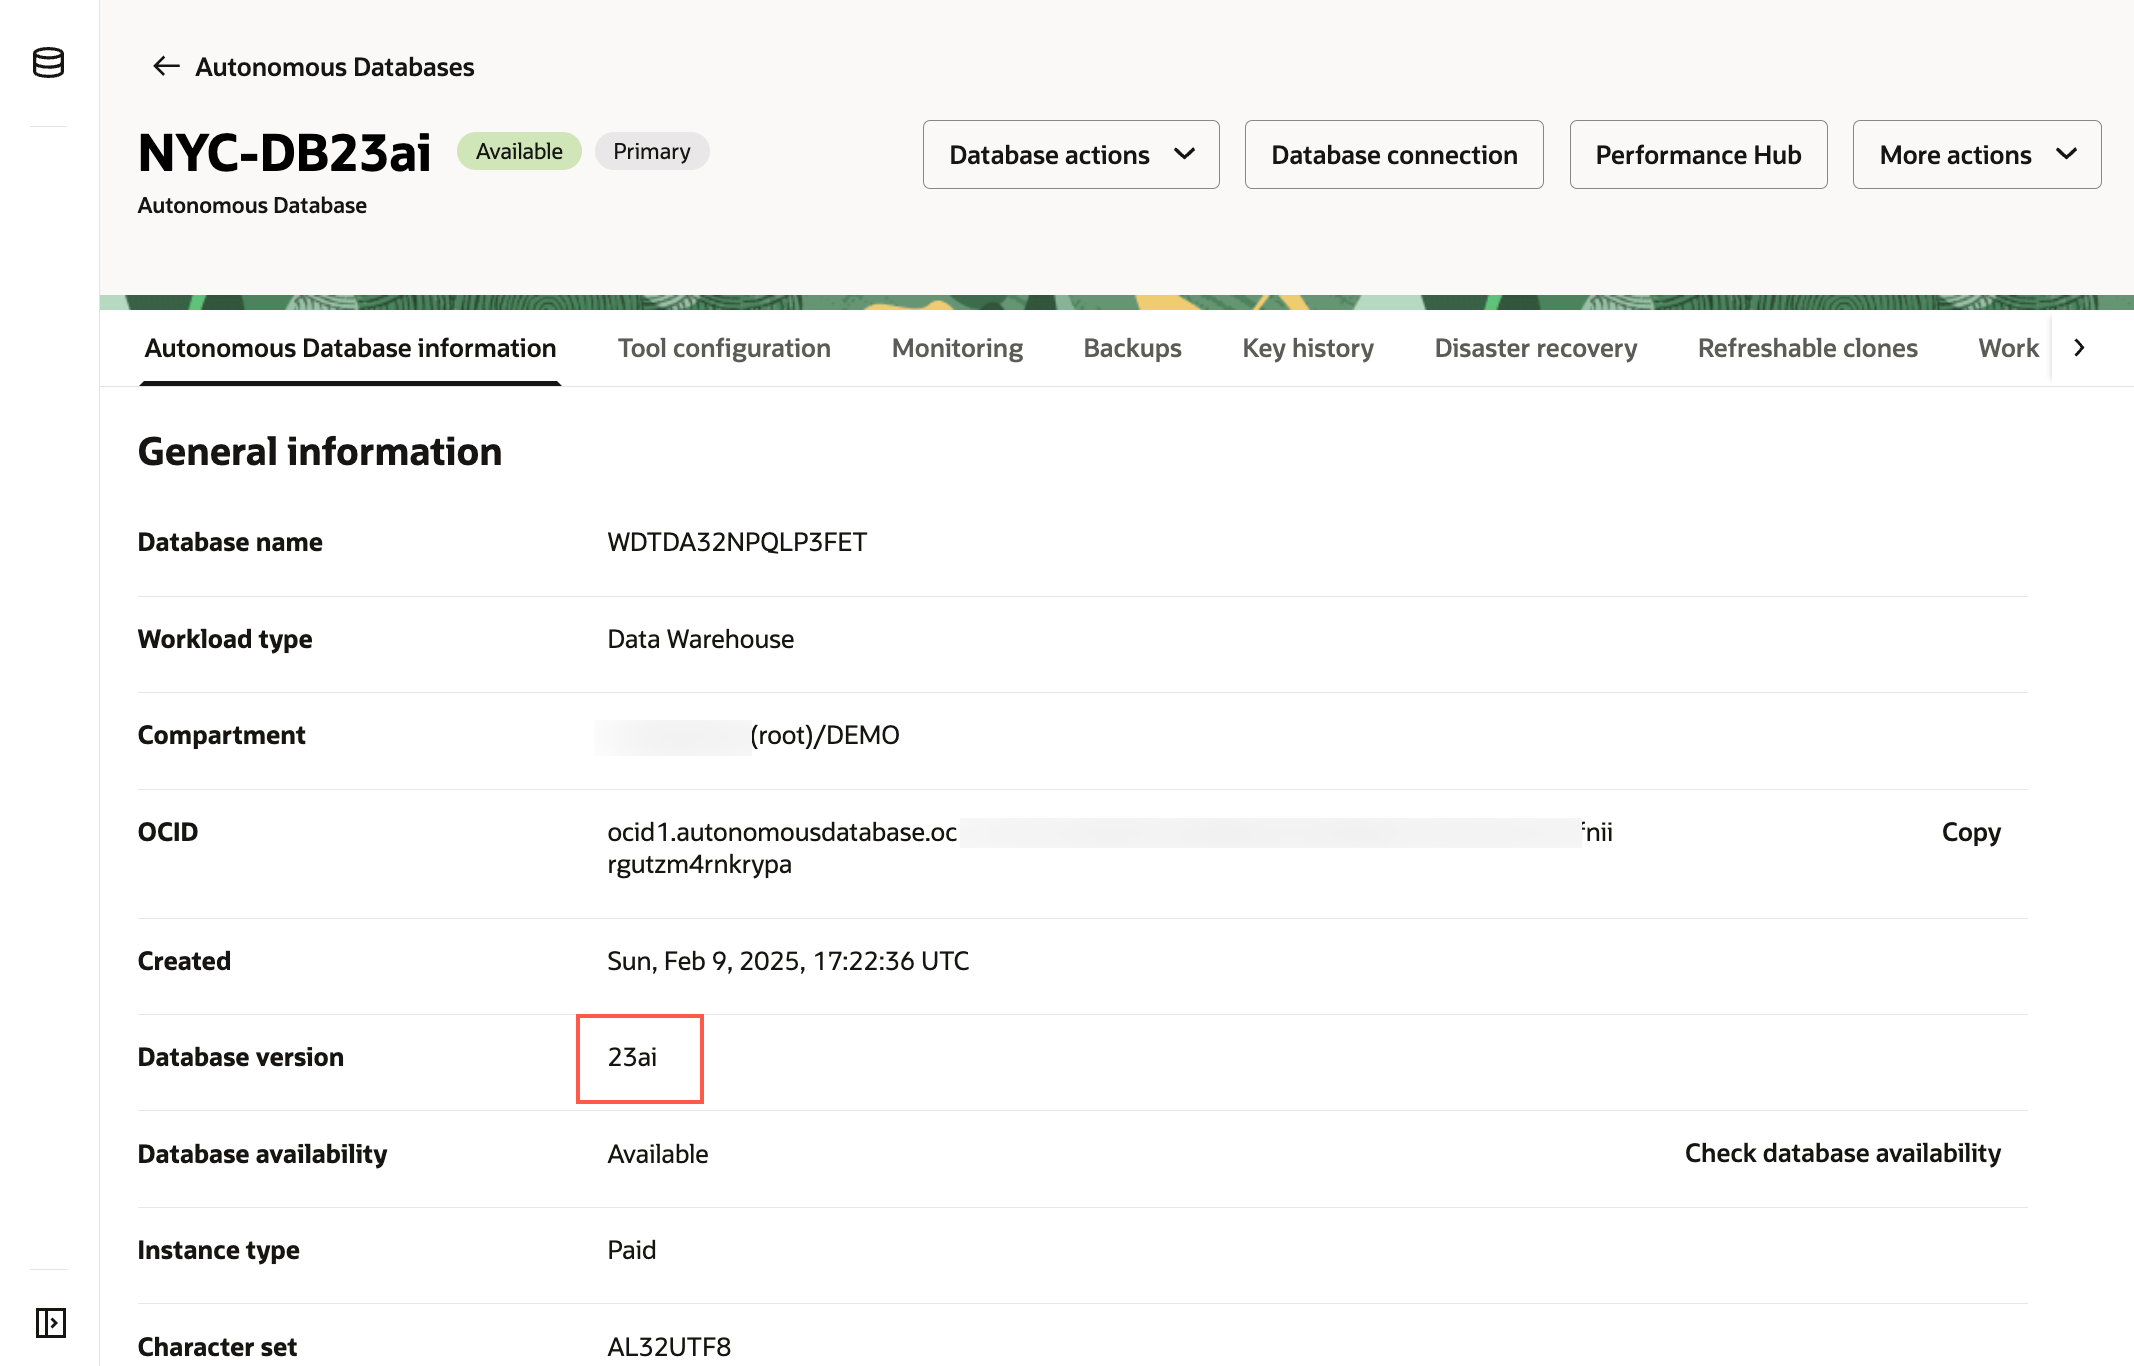 Autonomous Databases
NYC-DB23ai
Available
Primary
Database actions
Database connection
Performance Hub
More actions
Autonomous Database
Autonomous Database information
Tool configuration
Monitoring
Backups
Key history
Disaster recovery
Refreshable clones
Work
General information
Database name
WDTDA32NPQLP3FET
Workload type
Data Warehouse
Compartment
(root)/DEMO
OCID
ocid1.autonomousdatabase.oc
nii
Copy
rgutzm4rnkrypa
Created
Sun, Feb 9, 2025, 17:22:36 UTC
Database version
23ai
Database availability
Available
Check database availability
Instance type
Paid
Character set
AL32UTF8